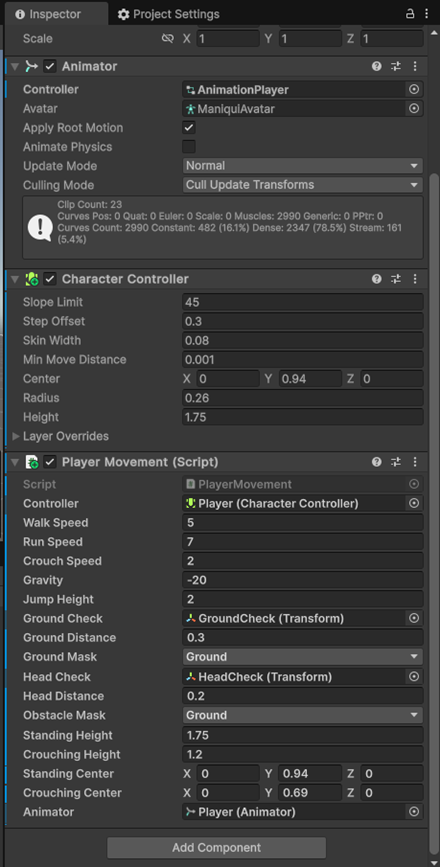 Inspector Project Settings
Scale X 1 Y 1 Z 1
Animator
Controller AnimationPlayer
Avatar ManiquiAvatar
Apply Root Motion
Animate Physics
Update Mode Normal
Culling Mode Cull Update Transforms
Clip Count: 23
Curves Pos: 0 Quat: 0 Euler: 0 Scale: 0 Muscles: 2990 Generic: 0 PPtr: 0
Curves Count: 2990 Constant: 482 (16.1%) Dense: 2347 (78.5%) Stream: 161
(5.4%)
Character Controller
Slope Limit 45
Step Offset 0.3
Skin Width 0.08
Min Move Distance 0.001
Center X 0 Y 0.94 Z 0
Radius 0.26
Height 1.75
Layer Overrides
Player Movement (Script)
Script PlayerMovement
Controller Player (Character Controller)
Walk Speed 5
Run Speed 7
Crouch Speed 2
Gravity -20
Jump Height 2
Ground Check GroundCheck (Transform)
Ground Distance 0.3
Ground Mask Ground
Head Check HeadCheck (Transform)
Head Distance 0.2
Obstacle Mask Ground
Standing Height 1.75
Crouching Height 1.2
Standing Center X 0 Y 0.94 Z 0
Crouching Center X 0 Y 0.69 Z 0
Animator Player (Animator)
Add Component